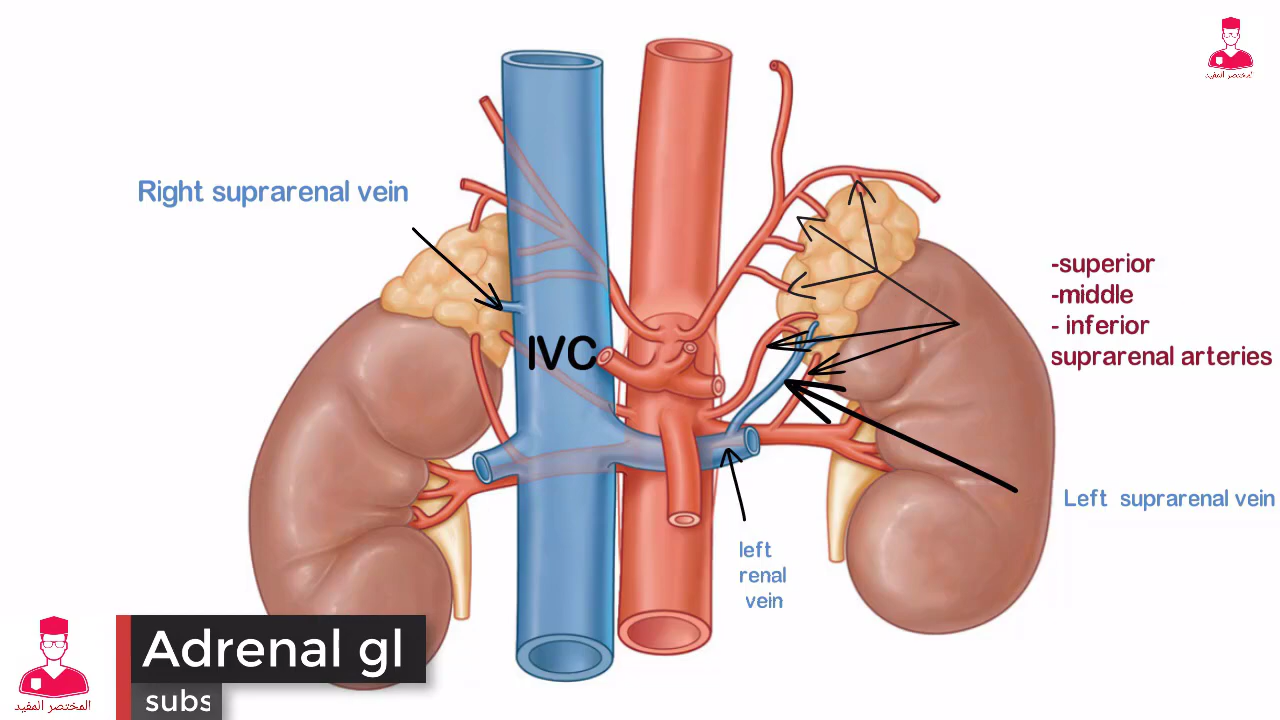 المختصر المفيد
Right suprarenal vein
-superior
-middle
- inferior
suprarenal arteries
IVC
Left suprarenal vein
left
renal
vein
Adrenal gl
subs
المختصر المفيد